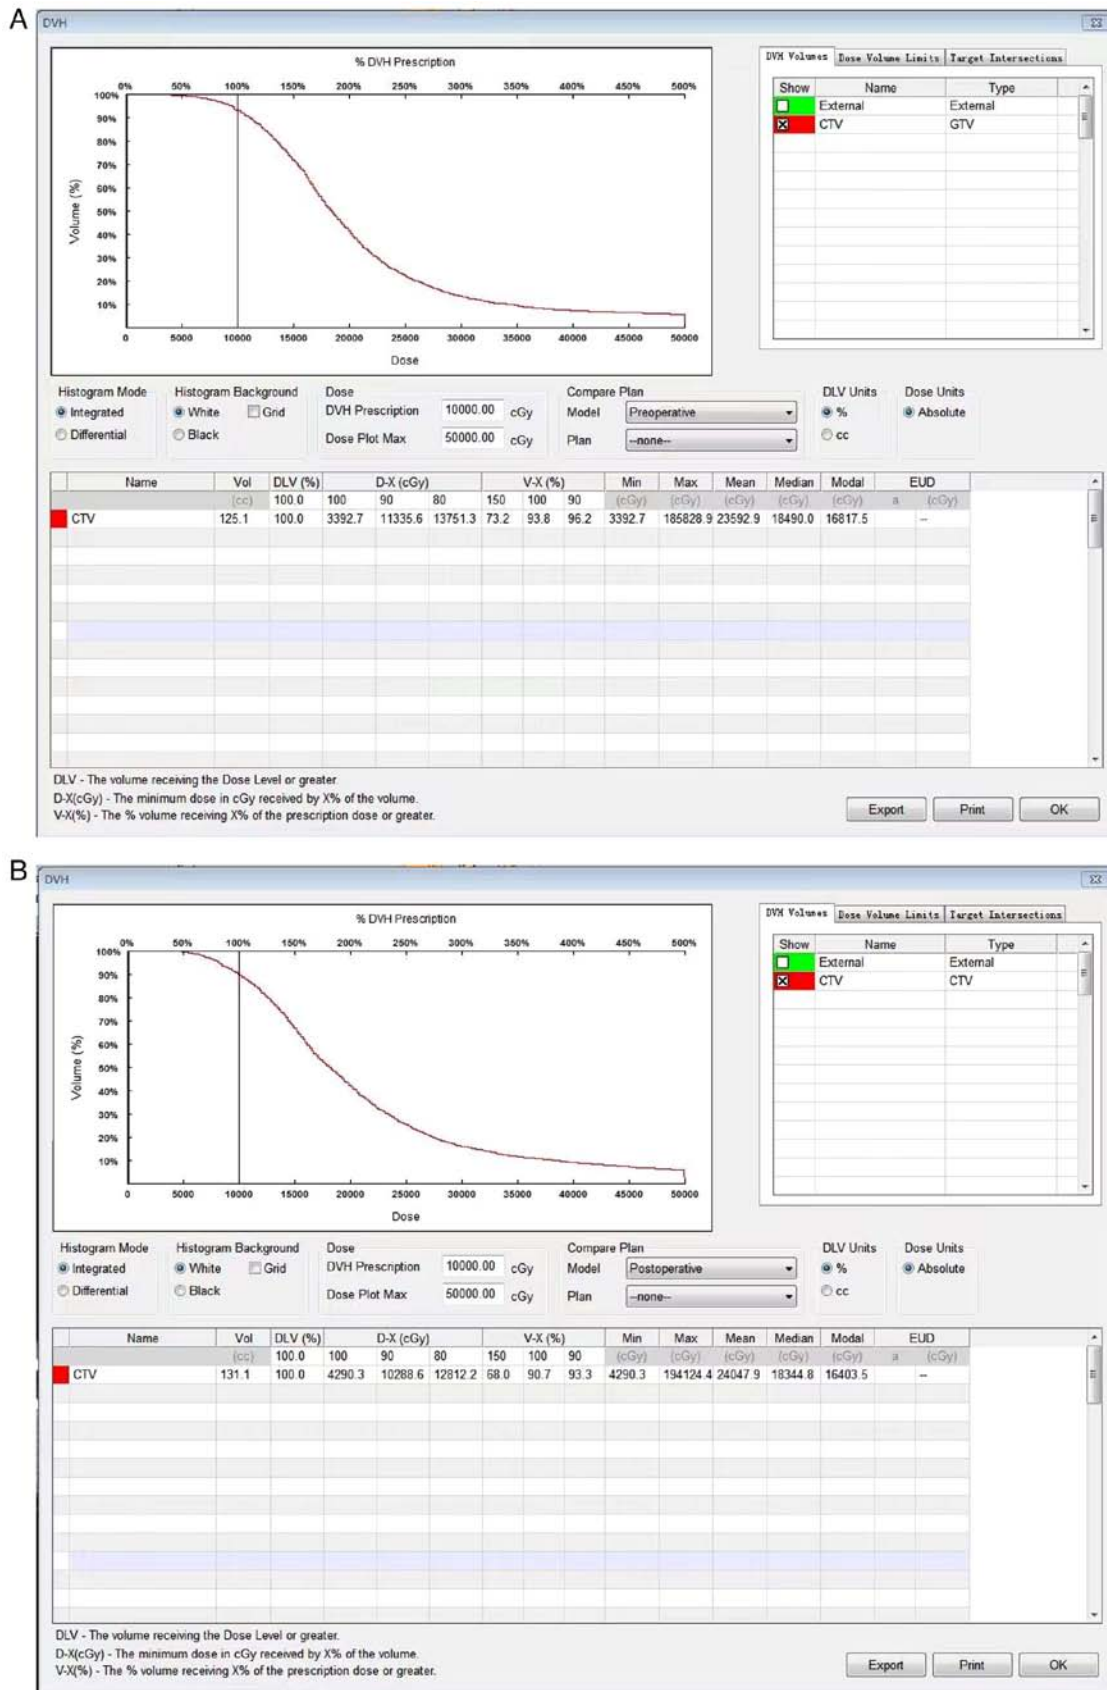 A
DVH
% DVH Prescription
0% 50% 100% 150% 200% 250% 300% 350% 400% 450% 500%
100%
90%
80%
70%
60%
50%
40%
30%
20%
10%
Volume (%)
0 5000 10000 15000 20000 25000 30000 35000 40000 45000 50000
Dose
DVH Volumes Dose Volume Limits Target Intersections
Show Name Type
External External
CTV GTV
Histogram Mode Histogram Background Dose Compare Plan DLV Units Dose Units
Integrated White Grid DVH Prescription 10000.00 cGy Model Preoperative % Absolute
Differential Black Dose Plot Max 50000.00 cGy Plan --none-- cc
Name Vol DLV (%) D-X (cGy) V-X (%) Min Max Mean Median Modal EUD
(cc) 100.0 100 90 80 150 100 90 (cGy) (cGy) (cGy) (cGy) (cGy) a (cGy)
CTV 125.1 100.0 3392.7 11335.6 13751.3 73.2 93.8 96.2 3392.7 185828.9 23592.9 18490.0 16817.5 --
DLV - The volume receiving the Dose Level or greater.
D-X(cGy) - The minimum dose in cGy received by X% of the volume.
V-X(%) - The % volume receiving X% of the prescription dose or greater.
Export Print OK
B
DVH
% DVH Prescription
0% 50% 100% 150% 200% 250% 300% 350% 400% 450% 500%
100%
90%
80%
70%
60%
50%
40%
30%
20%
10%
Volume (%)
0 5000 10000 15000 20000 25000 30000 35000 40000 45000 50000
Dose
DVH Volumes Dose Volume Limits Target Intersections
Show Name Type
External External
CTV CTV
Histogram Mode Histogram Background Dose Compare Plan DLV Units Dose Units
Integrated White Grid DVH Prescription 10000.00 cGy Model Postoperative % Absolute
Differential Black Dose Plot Max 50000.00 cGy Plan --none-- cc
Name Vol DLV (%) D-X (cGy) V-X (%) Min Max Mean Median Modal EUD
(cc) 100.0 100 90 80 150 100 90 (cGy) (cGy) (cGy) (cGy) (cGy) a (cGy)
CTV 131.1 100.0 4290.3 10288.6 12812.2 68.0 90.7 93.3 4290.3 194124.4 24047.9 18344.8 16403.5 --
DLV - The volume receiving the Dose Level or greater.
D-X(cGy) - The minimum dose in cGy received by X% of the volume.
V-X(%) - The % volume receiving X% of the prescription dose or greater.
Export Print OK